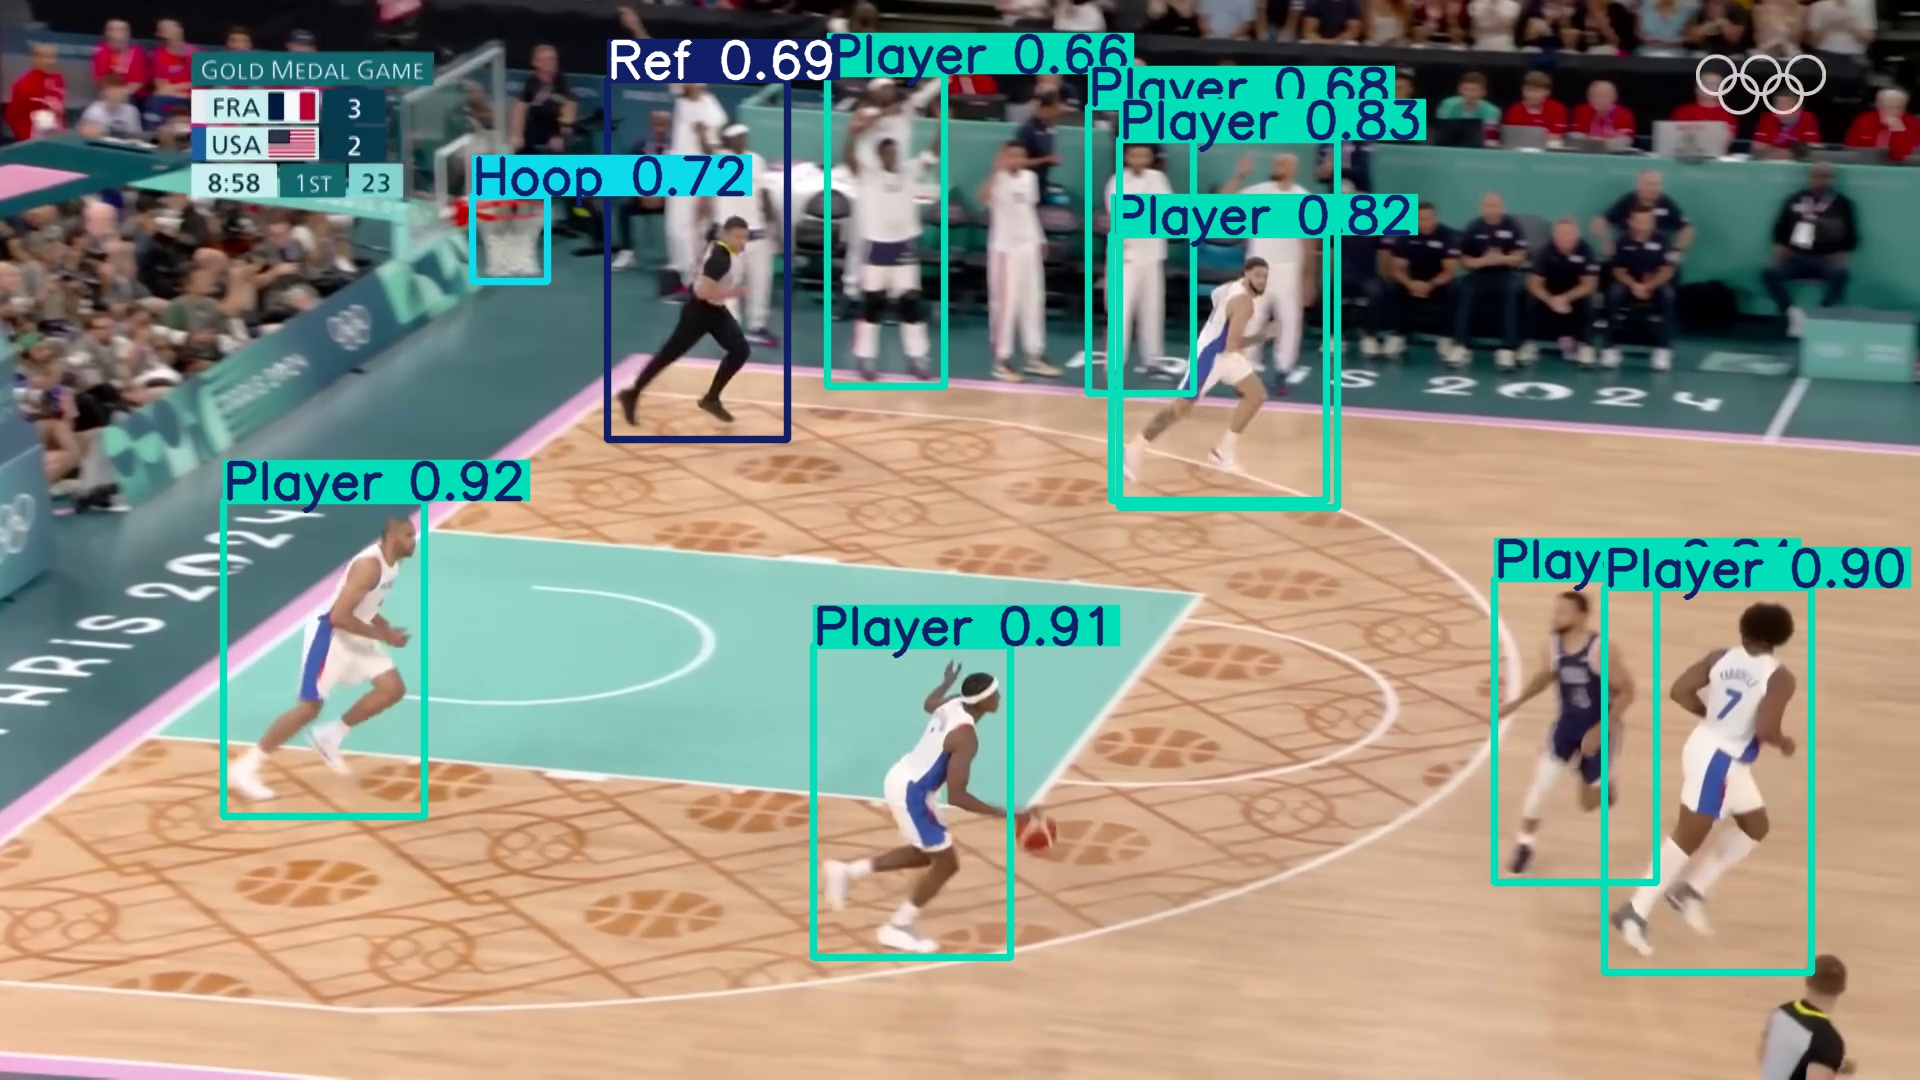 GOLD MEDAL GAME
FRA 3
USA 2
8:58 1ST 23
Ref 0.69
Player 0.66
Player 0.68
Player 0.83
Hoop 0.72
Player 0.82
Player 0.92
Player 0.91
Play
Player 0.90
2024
PARIS 2024
7